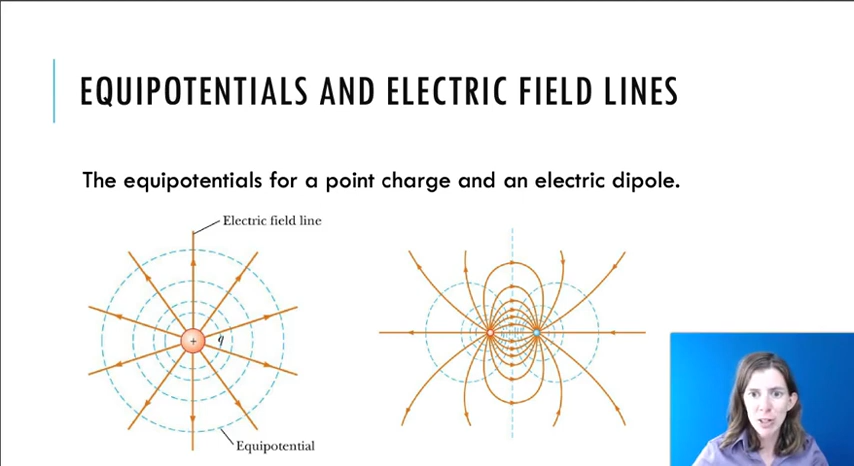 EQUIPOTENTIALS AND ELECTRIC FIELD LINES
The equipotentials for a point charge and an electric dipole.
Electric field line
+
q
Equipotential